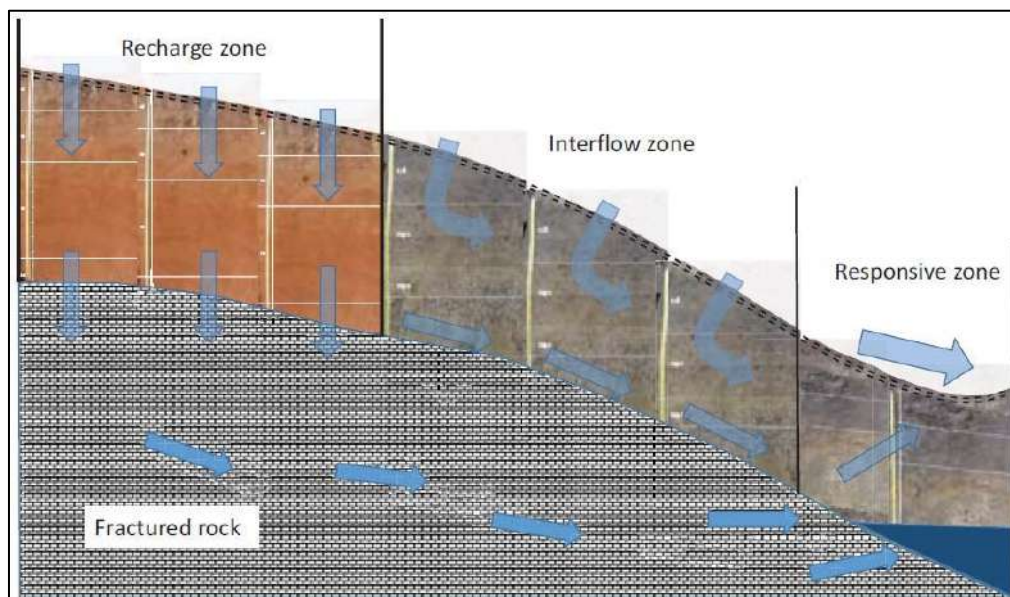 Recharge zone
Interflow zone
Responsive zone
Fractured rock